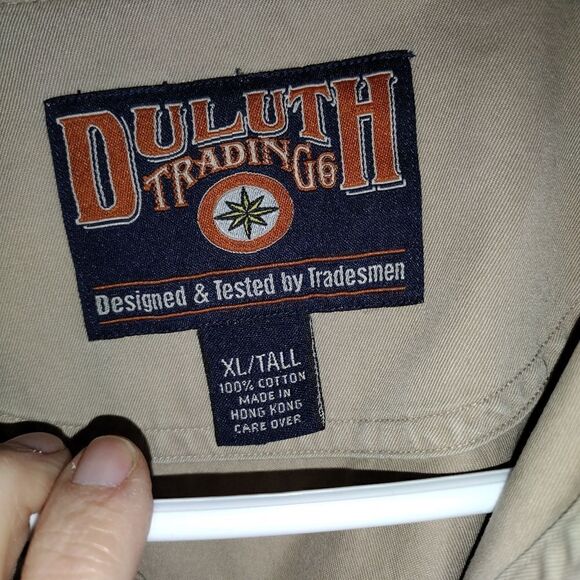 DULUTH
TRADING Co
Designed & Tested by Tradesmen
XL/TALL
100% COTTON
MADE IN
HONG KONG
CARE OVER